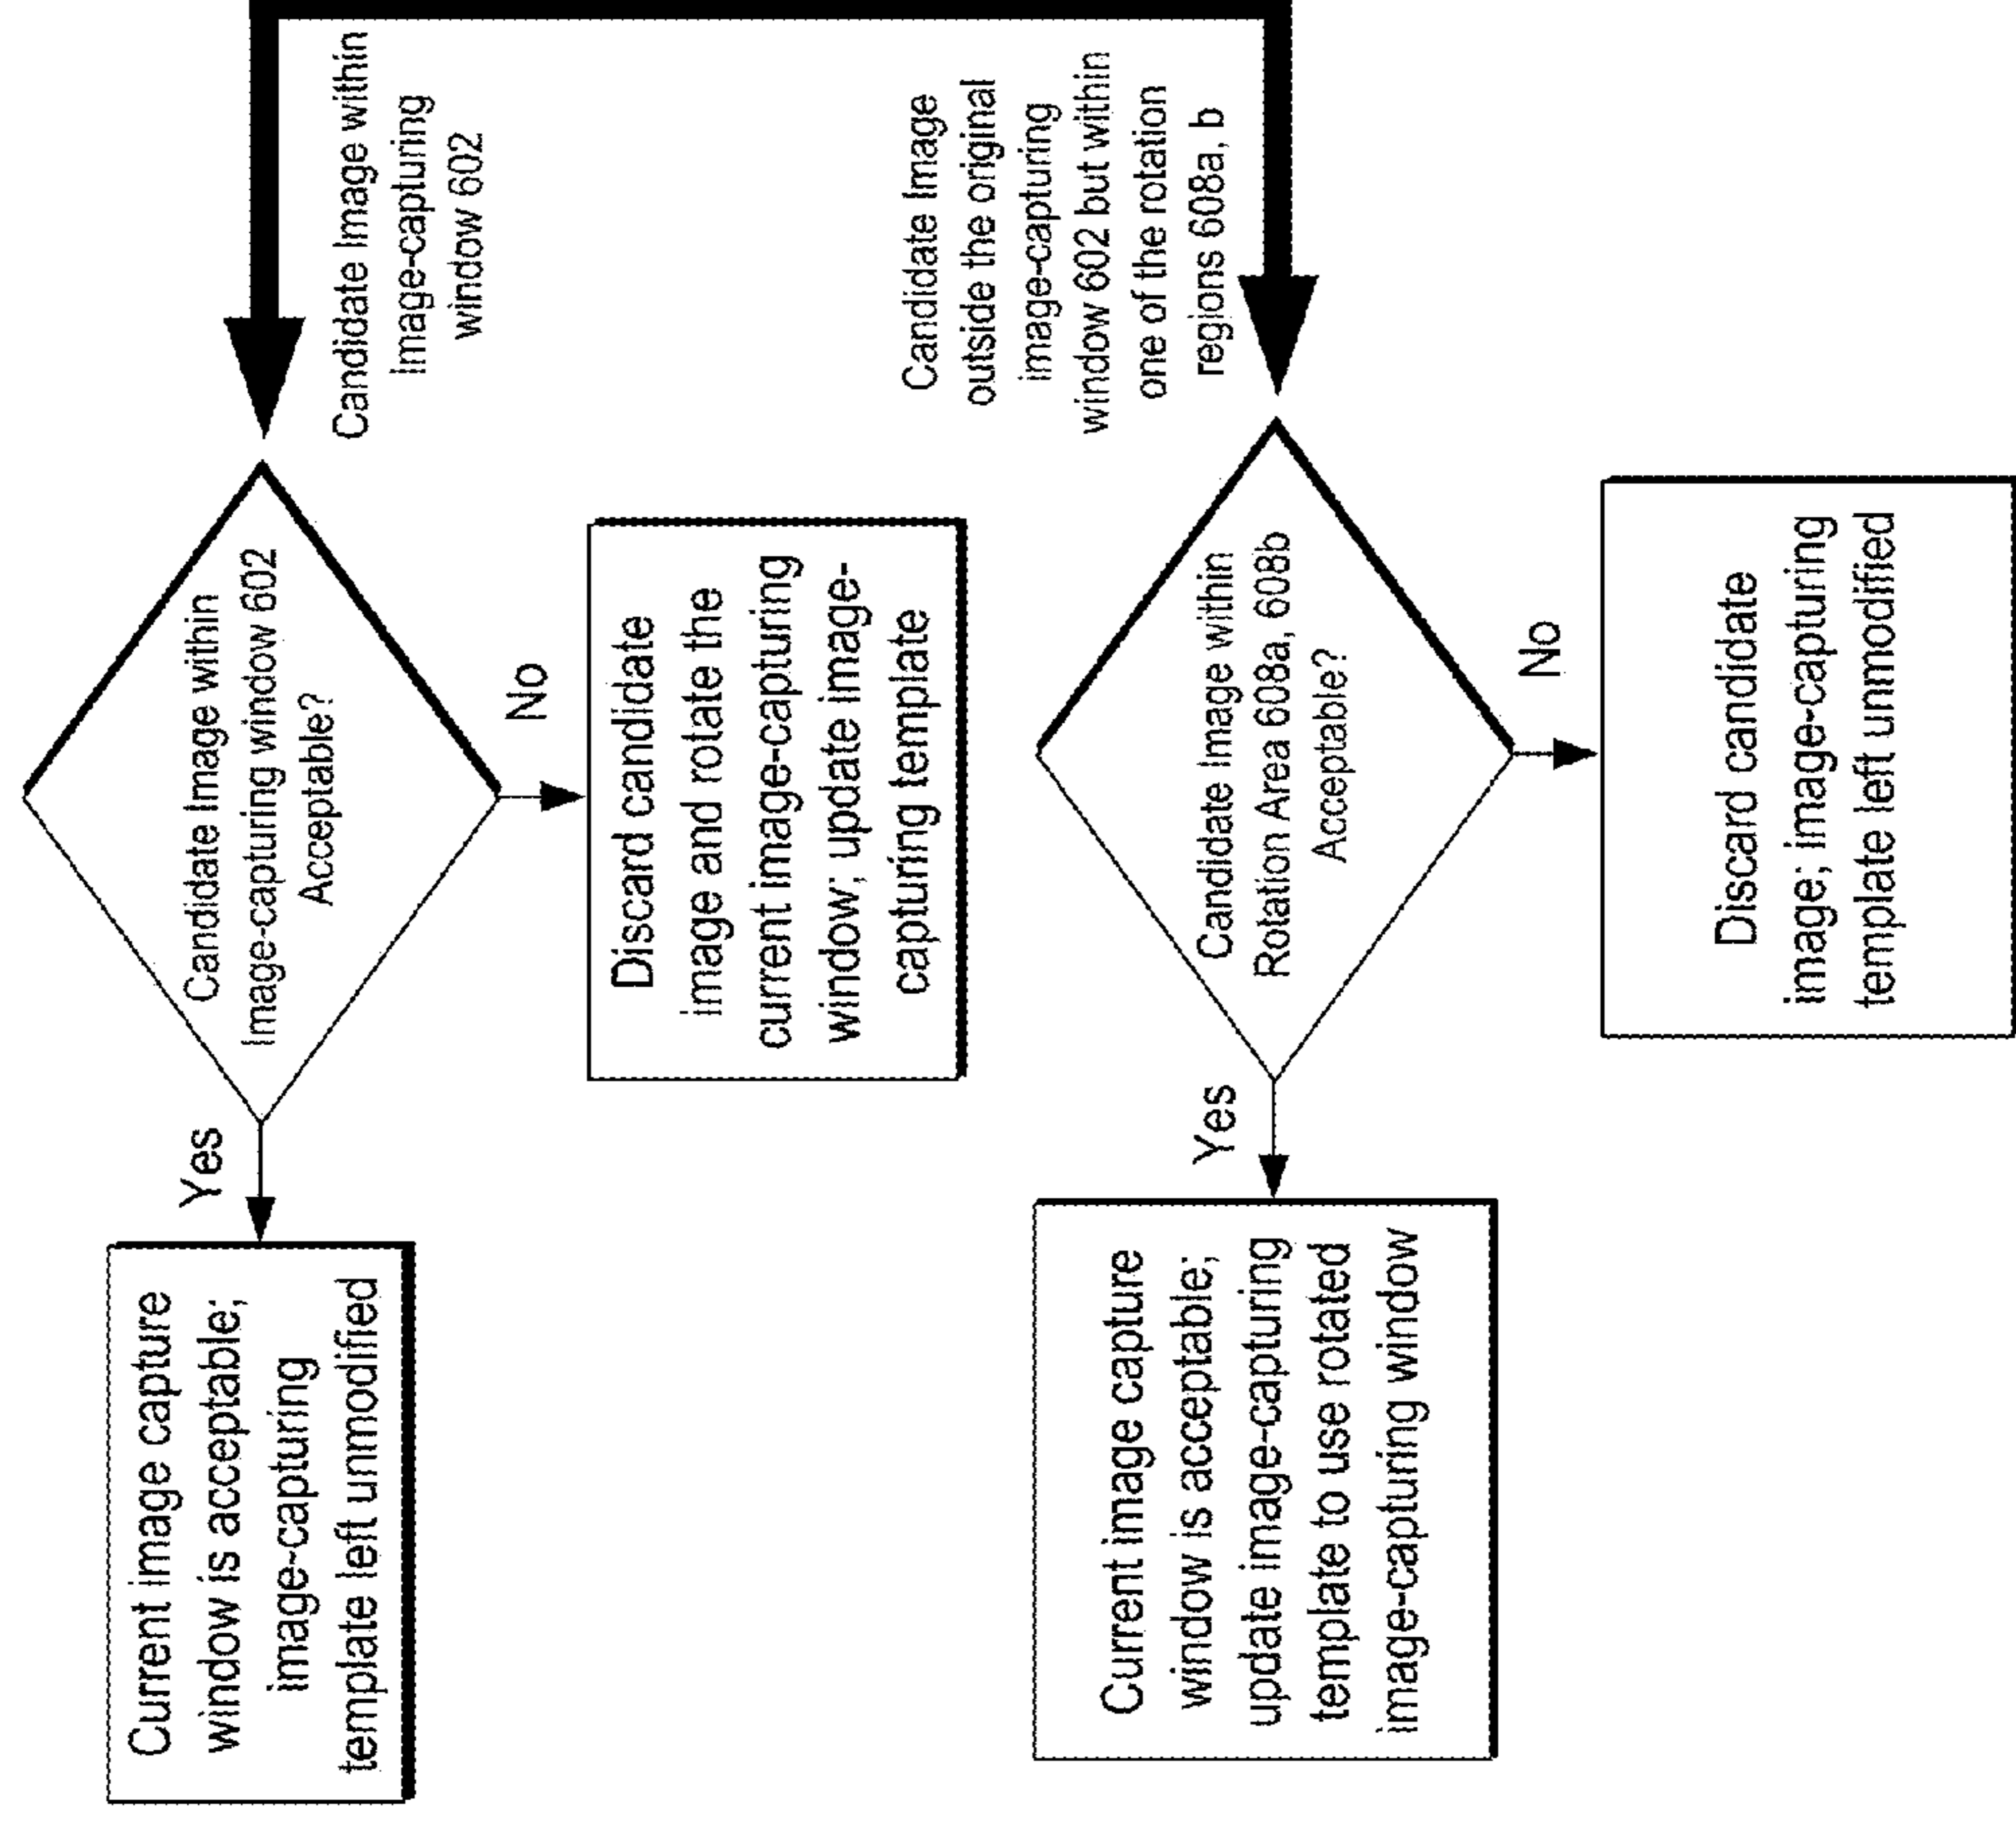 Candidate Image within
Image-capturing
window 602
Candidate Image within
Image-capturing window 602
Acceptable?
Yes
Current image capture
window is acceptable;
image-capturing
template left unmodified
No
Discard candidate
image and rotate the
current image-capturing
window; update image-
capturing template
Candidate Image
outside the original
image-capturing
window 602 but within
one of the rotation
regions 608a, b
Candidate Image within
Rotation Area 608a, 608b
Acceptable?
Yes
Current image capture
window is acceptable;
update image-capturing
template to use rotated
image-capturing window
No
Discard candidate
image; image-capturing
template left unmodified